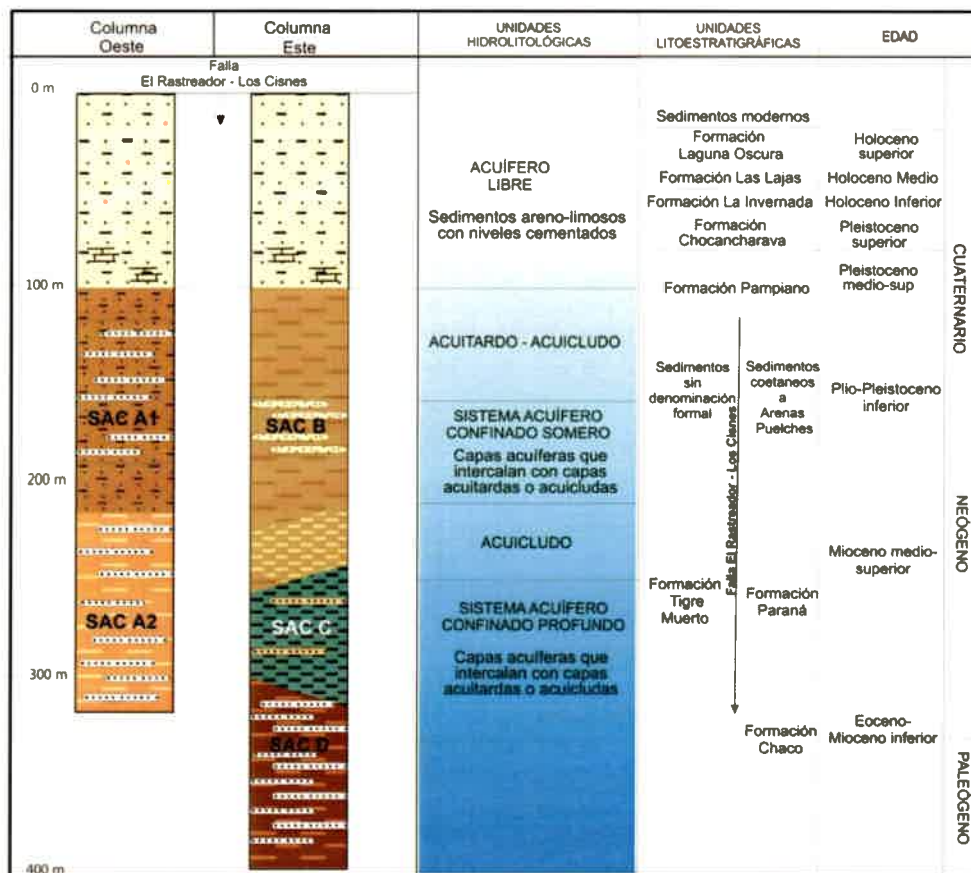 Columna
Oeste
Columna
Este
UNIDADES
HIDROLITOLÓGICAS
UNIDADES
LITOESTRATIGRÁFICAS
EDAD
Falla
El Rastreador - Los Cisnes
0 m
100 m
200 m
300 m
400 m
SAC A1
SAC A2
SAC B
SAC C
SAC D
ACUÍFERO
LIBRE
Sedimentos areno-limosos
con niveles cementados
ACUITARDO - ACUICLUDO
SISTEMA ACUÍFERO
CONFINADO SOMERO
Capas acuíferas que
intercalan con capas
acuitardas o acuicludas
ACUICLUDO
SISTEMA ACUÍFERO
CONFINADO PROFUNDO
Capas acuíferas que
intercalan con capas
acuitardas o acuicludas
Sedimentos modernos
Formación
Laguna Oscura
Formación Las Lajas
Formación La Invernada
Formación
Chocancharava
Formación Pampiano
Sedimentos
sin
denominación
formal
Sedimentos
coetaneos
a
Arenas
Puelches
Falla El Rastreador - Los Cisnes
Formación
Tigre
Muerto
Formación
Paraná
Formación
Chaco
Holoceno
superior
Holoceno Medio
Holoceno Inferior
Pleistoceno
superior
Pleistoceno
medio-sup
Plio-Pleistoceno
inferior
Mioceno medio-
superior
Eoceno-
Mioceno inferior
CUATERNARIO
NEÓGENO
PALEÓGENO